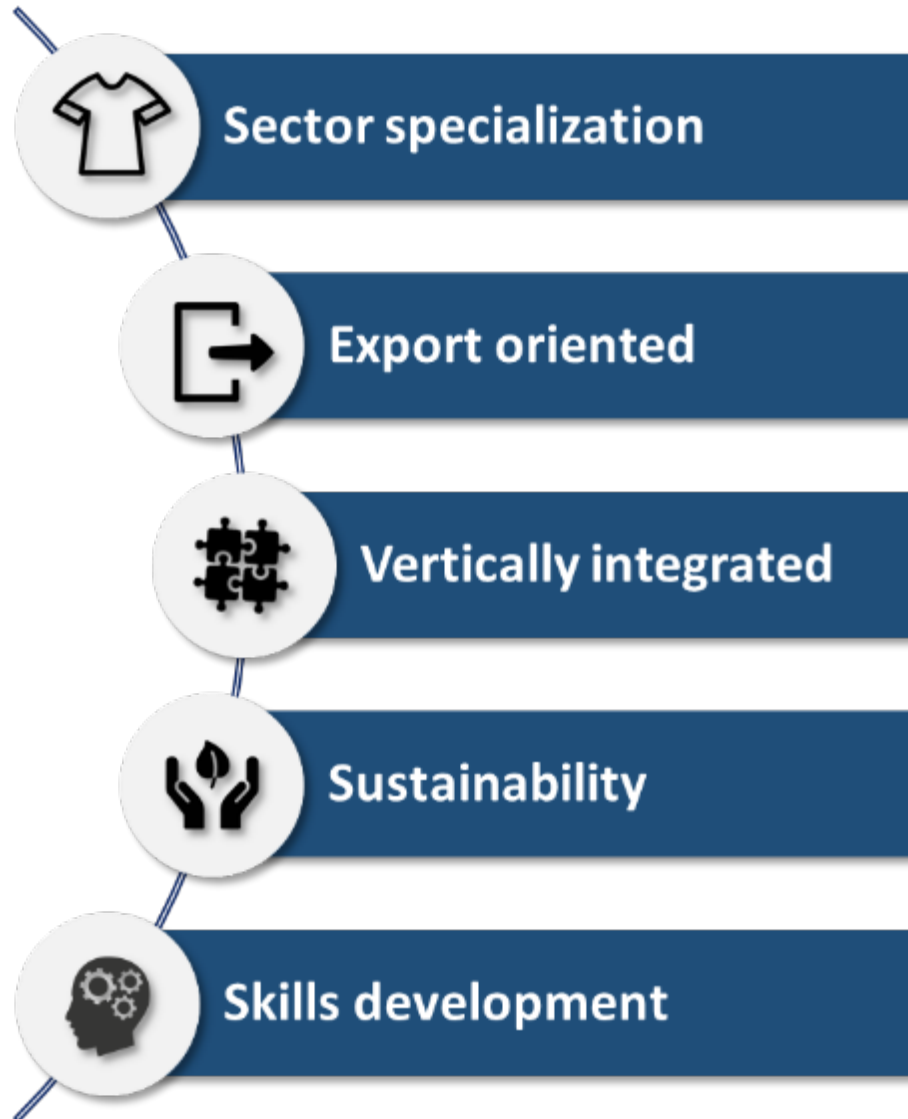 Sector specialization
Export oriented
Vertically integrated
Sustainability
Skills development